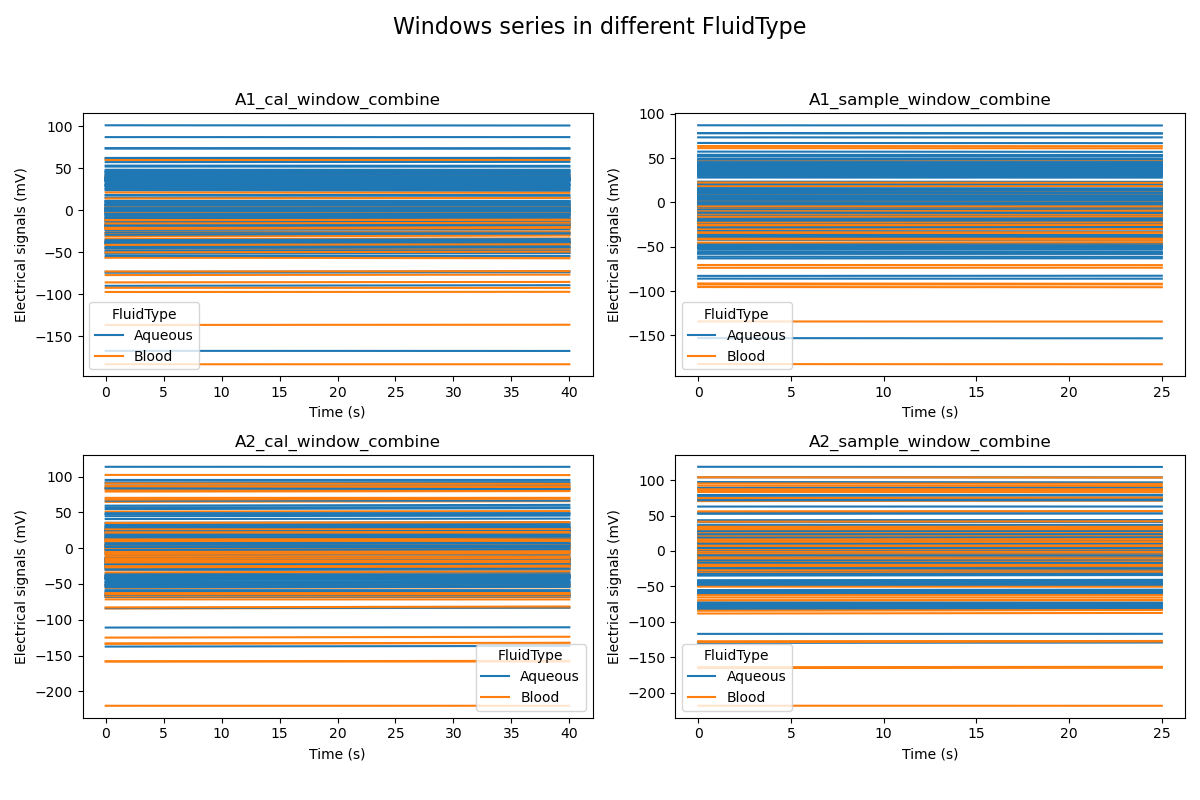 Windows series in different FluidType
A1_cal_window_combine
Electrical signals (mV)
100
50
0
−50
−100
−150
FluidType
Aqueous
Blood
0 5 10 15 20 25 30 35 40
Time (s)
A1_sample_window_combine
Electrical signals (mV)
100
50
0
−50
−100
−150
FluidType
Aqueous
Blood
0 5 10 15 20 25
Time (s)
A2_cal_window_combine
Electrical signals (mV)
100
50
0
−50
−100
−150
−200
FluidType
Aqueous
Blood
0 5 10 15 20 25 30 35 40
Time (s)
A2_sample_window_combine
Electrical signals (mV)
100
50
0
−50
−100
−150
−200
FluidType
Aqueous
Blood
0 5 10 15 20 25
Time (s)